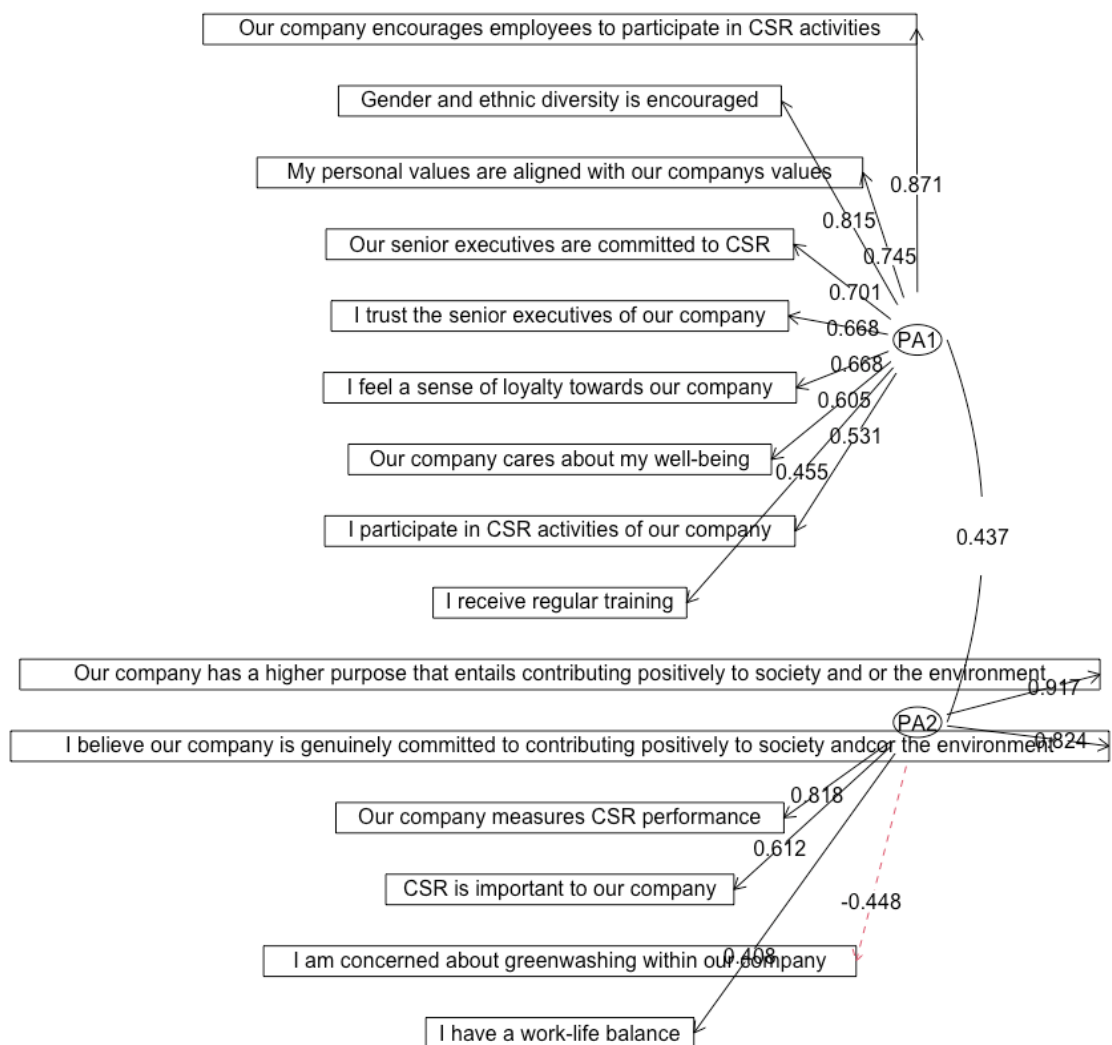 Our company encourages employees to participate in CSR activities
Gender and ethnic diversity is encouraged
My personal values are aligned with our companys values
0.871
0.815
Our senior executives are committed to CSR
0.745
0.701
I trust the senior executives of our company
0.668
PA1
0.668
I feel a sense of loyalty towards our company
0.605
0.531
Our company cares about my well-being
0.455
I participate in CSR activities of our company
0.437
I receive regular training
Our company has a higher purpose that entails contributing positively to society and or the environment
0.917
PA2
I believe our company is genuinely committed to contributing positively to society andcor the environment
0.824
0.818
Our company measures CSR performance
0.612
CSR is important to our company
-0.448
I am concerned about greenwashing within our company
0.408
I have a work-life balance